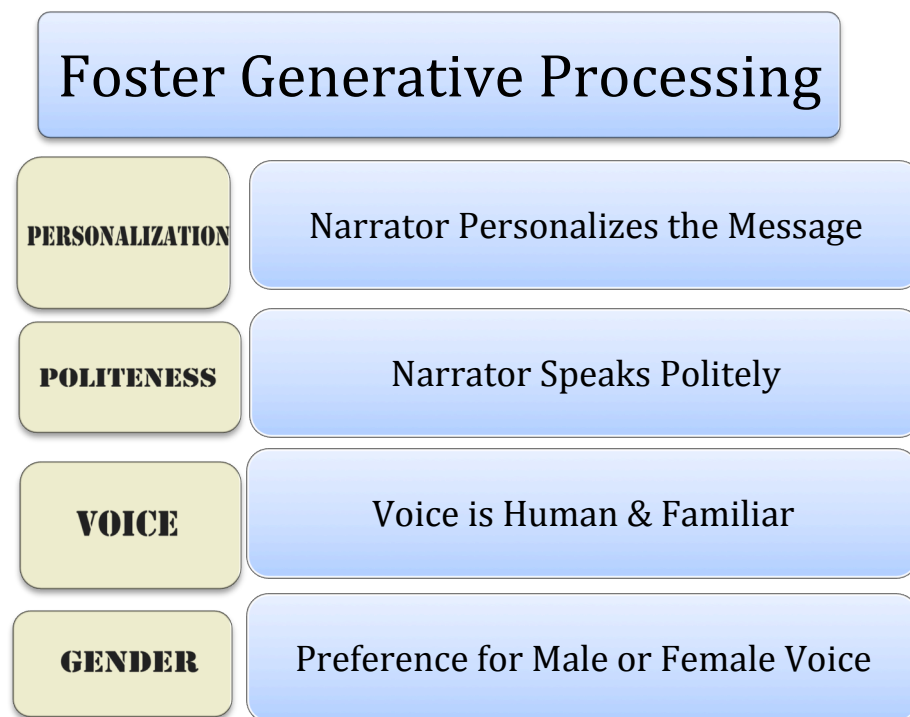 Foster Generative Processing
PERSONALIZATION
Narrator Personalizes the Message
POLITENESS
Narrator Speaks Politely
VOICE
Voice is Human & Familiar
GENDER
Preference for Male or Female Voice